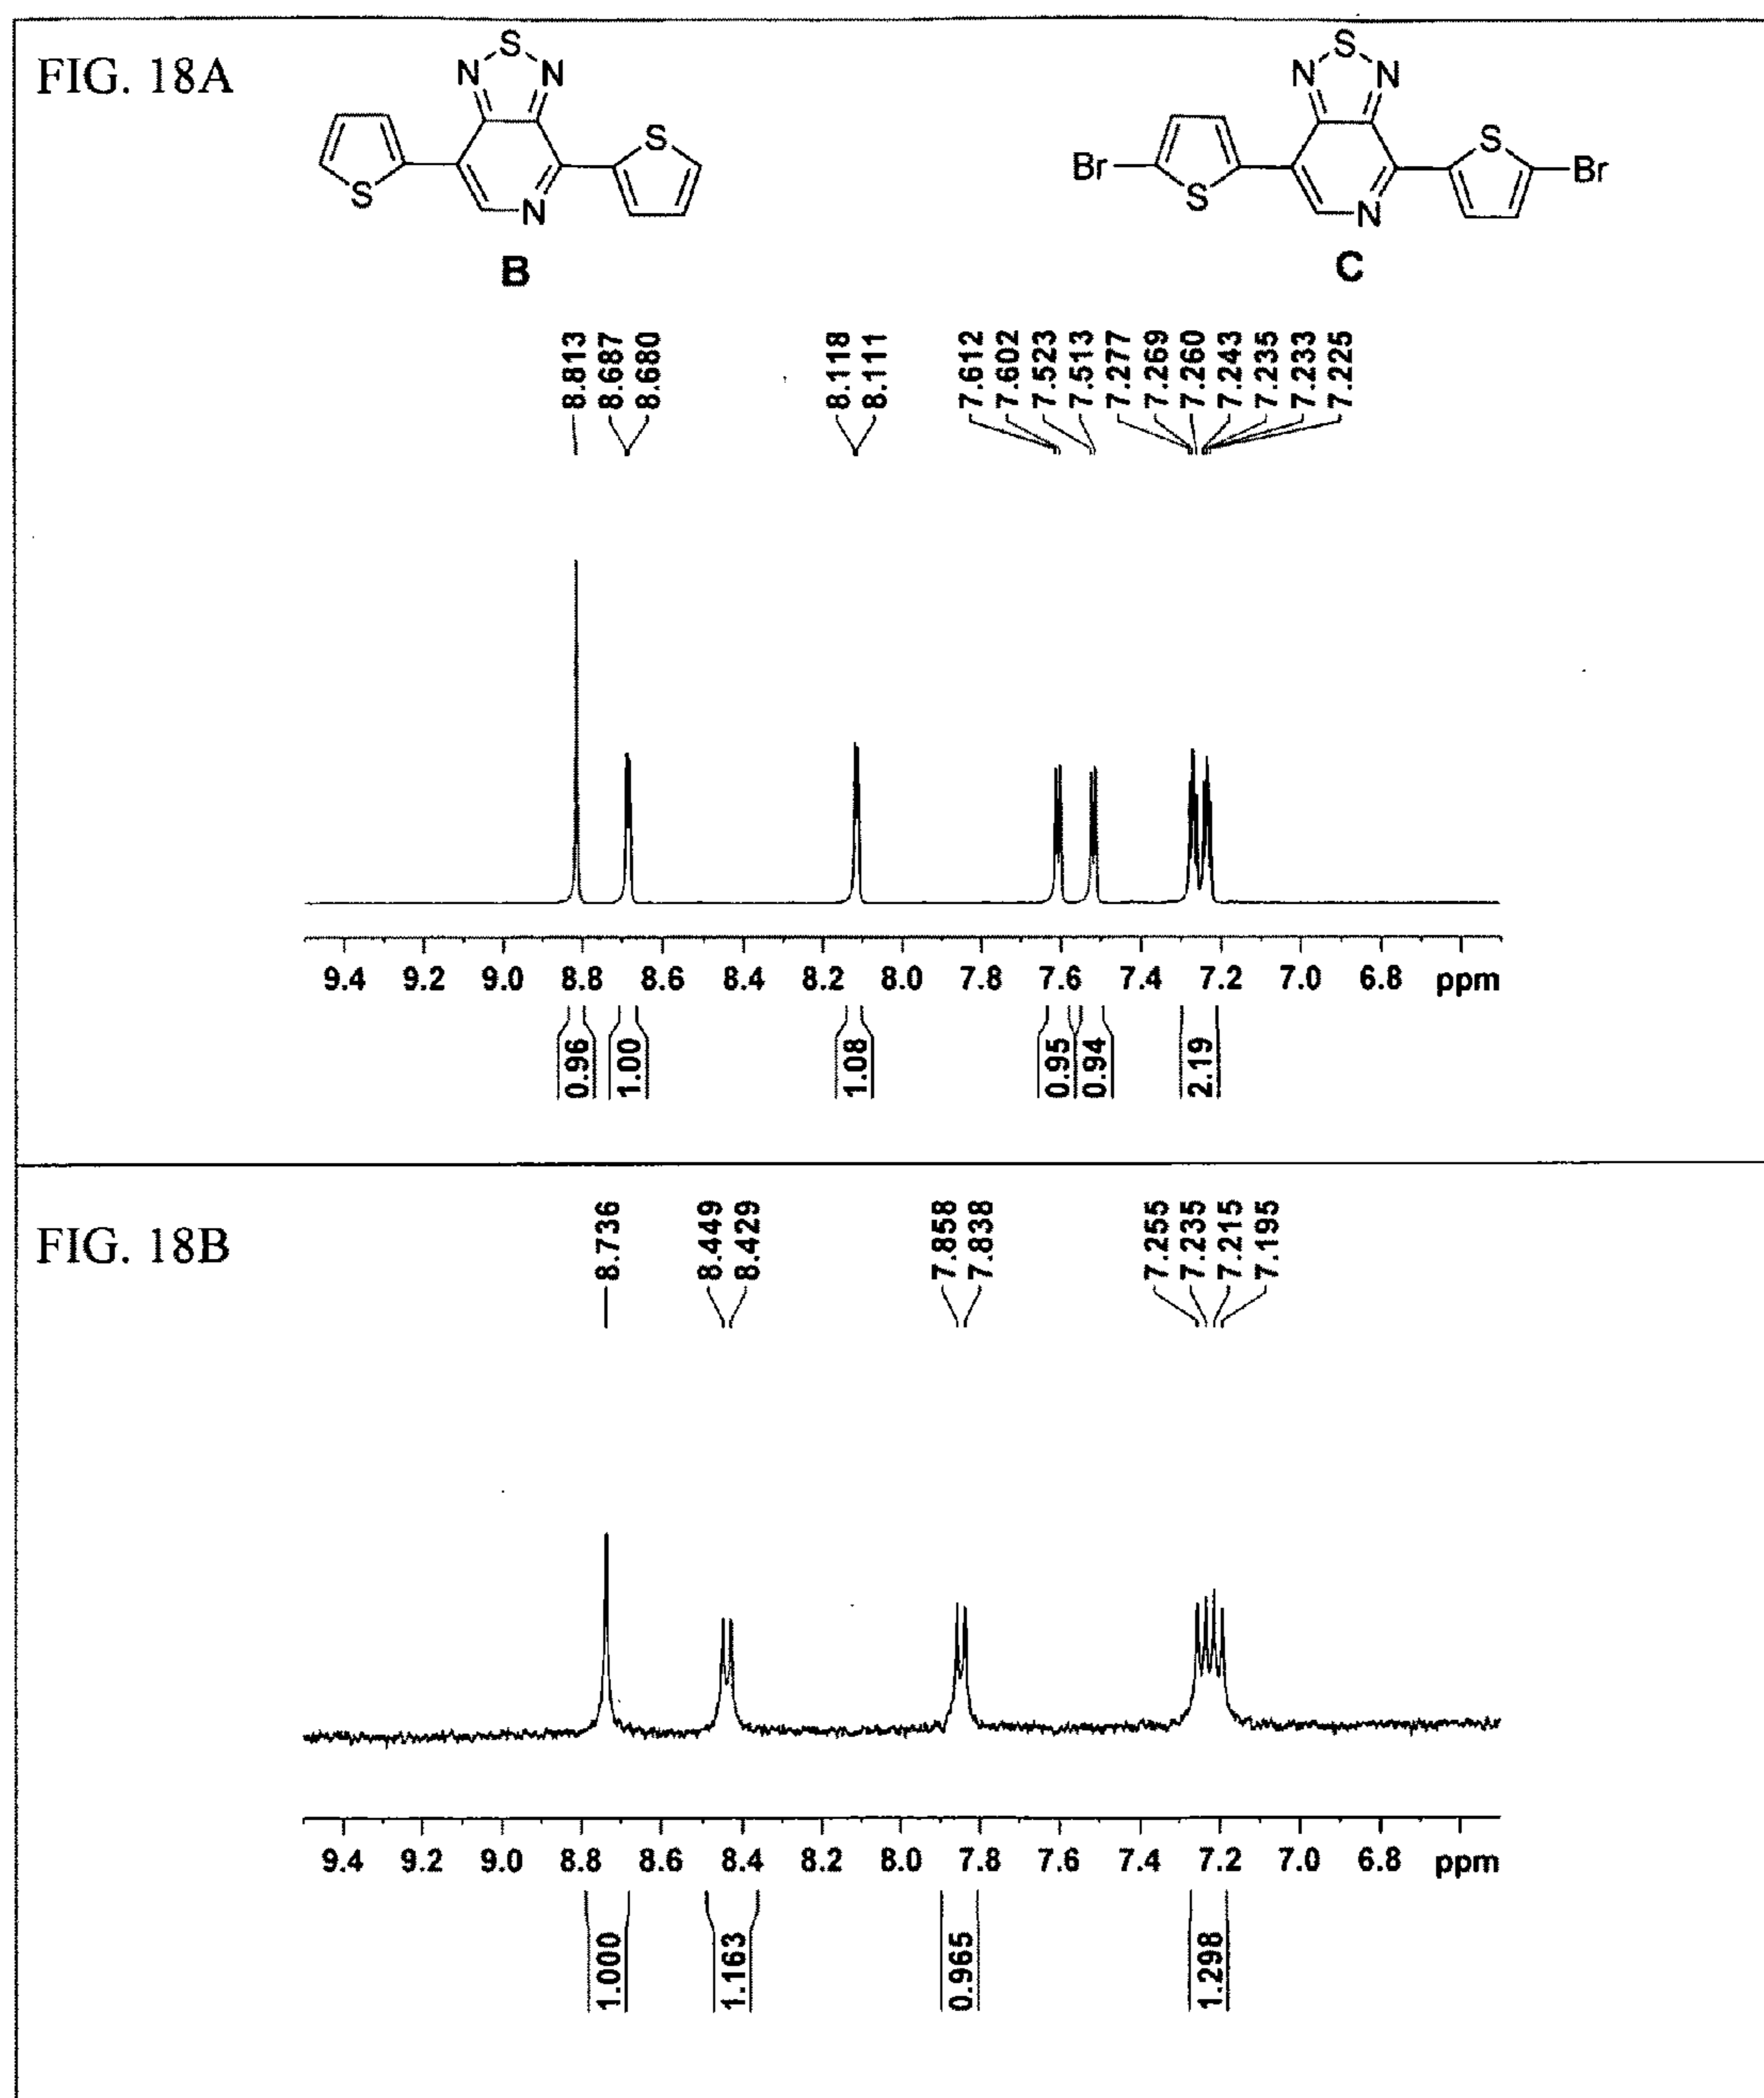 FIG. 18A
S
N N
S
S
N
B
S
N N
Br
S
S
Br
N
C
8.813
8.687
8.680
8.118
8.111
7.612
7.602
7.523
7.513
7.277
7.269
7.260
7.243
7.235
7.233
7.225
9.4 9.2 9.0 8.8 8.6 8.4 8.2 8.0 7.8 7.6 7.4 7.2 7.0 6.8 ppm
0.96
1.00
1.08
0.95
0.94
2.19
FIG. 18B
8.736
8.449
8.429
7.858
7.838
7.255
7.235
7.215
7.195
9.4 9.2 9.0 8.8 8.6 8.4 8.2 8.0 7.8 7.6 7.4 7.2 7.0 6.8 ppm
1.000
1.163
0.965
1.298